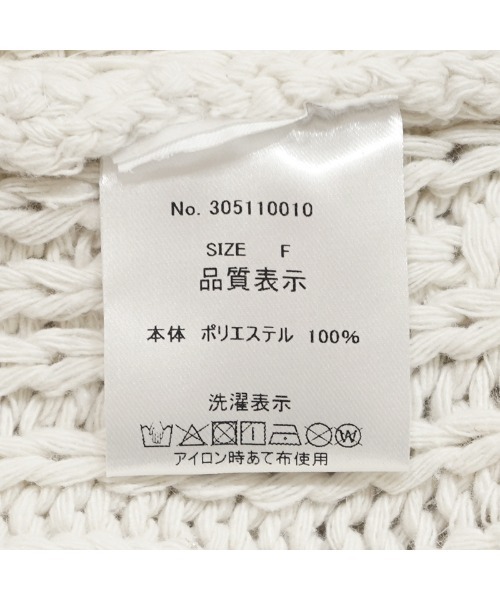 No. 305110010
SIZE F
品質表示
本体 ポリエステル 100%
洗濯表示
W
アイロン時あて布使用